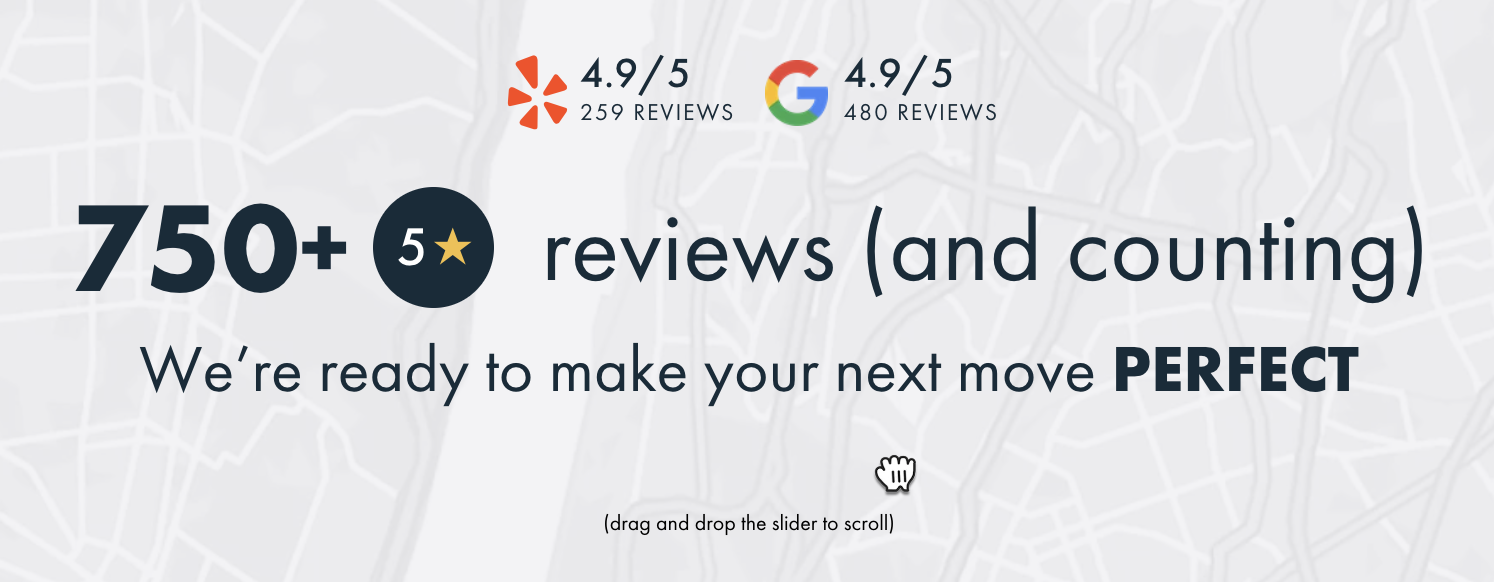 4.9/5
259 REVIEWS
4.9/5
480 REVIEWS
750+ 5★ reviews (and counting)
We’re ready to make your next move PERFECT
(drag and drop the slider to scroll)